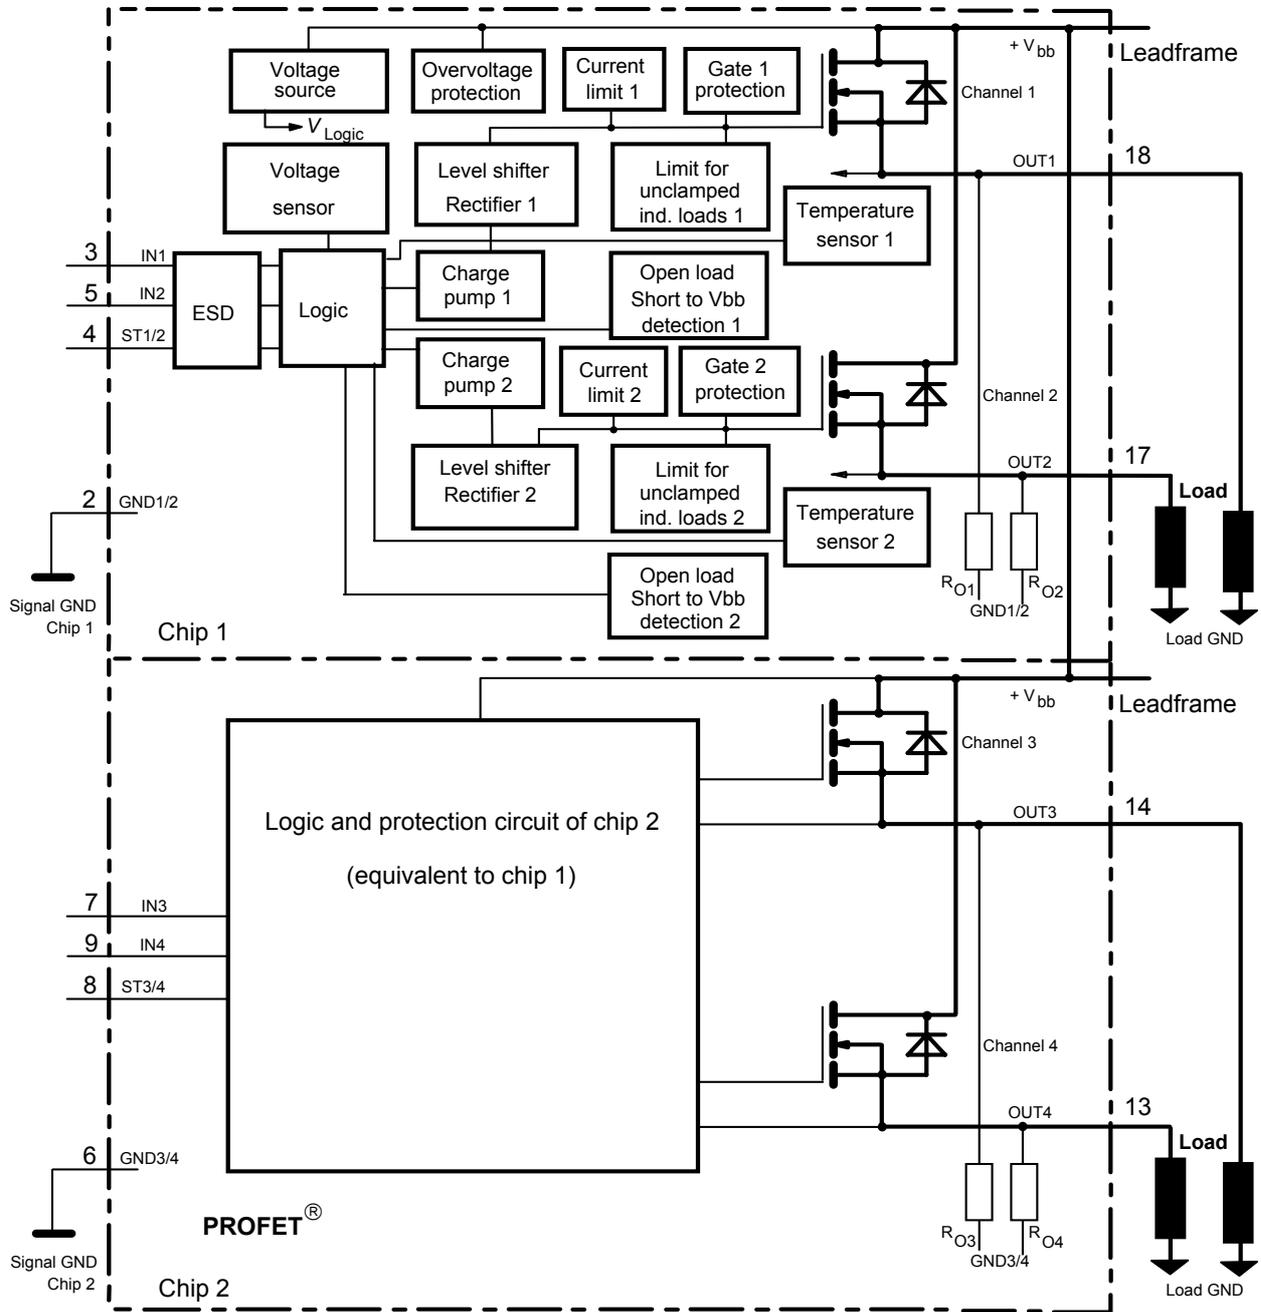 + Vbb
Leadframe
Voltage
source
Overvoltage
protection
Current
limit 1
Gate 1
protection
Channel 1
VLogic
Voltage
sensor
Level shifter
Rectifier 1
Limit for
unclamped
ind. loads 1
OUT1
18
Temperature
sensor 1
3
IN1
5
IN2
4
ST1/2
ESD
Logic
Charge
pump 1
Open load
Short to Vbb
detection 1
Charge
pump 2
Current
limit 2
Gate 2
protection
Channel 2
Level shifter
Rectifier 2
Limit for
unclamped
ind. loads 2
OUT2
17
Load
2
GND1/2
Temperature
sensor 2
Signal GND
Chip 1
Open load
Short to Vbb
detection 2
RO1
RO2
GND1/2
Load GND
Chip 1
+ Vbb
Leadframe
Channel 3
Logic and protection circuit of chip 2
(equivalent to chip 1)
OUT3
14
7
IN3
9
IN4
8
ST3/4
Channel 4
OUT4
13
Load
6
GND3/4
PROFET®
RO3
RO4
GND3/4
Signal GND
Chip 2
Load GND
Chip 2